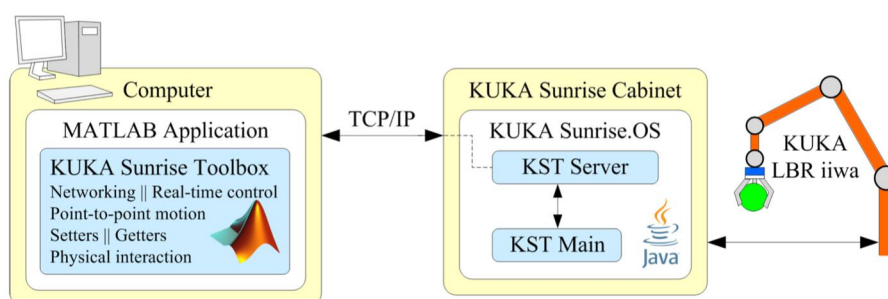 Computer
MATLAB Application
KUKA Sunrise Toolbox
Networking || Real-time control
Point-to-point motion
Setters || Getters
Physical interaction
TCP/IP
KUKA Sunrise Cabinet
KUKA Sunrise.OS
KST Server
KST Main
Java
KUKA
LBR iiwa